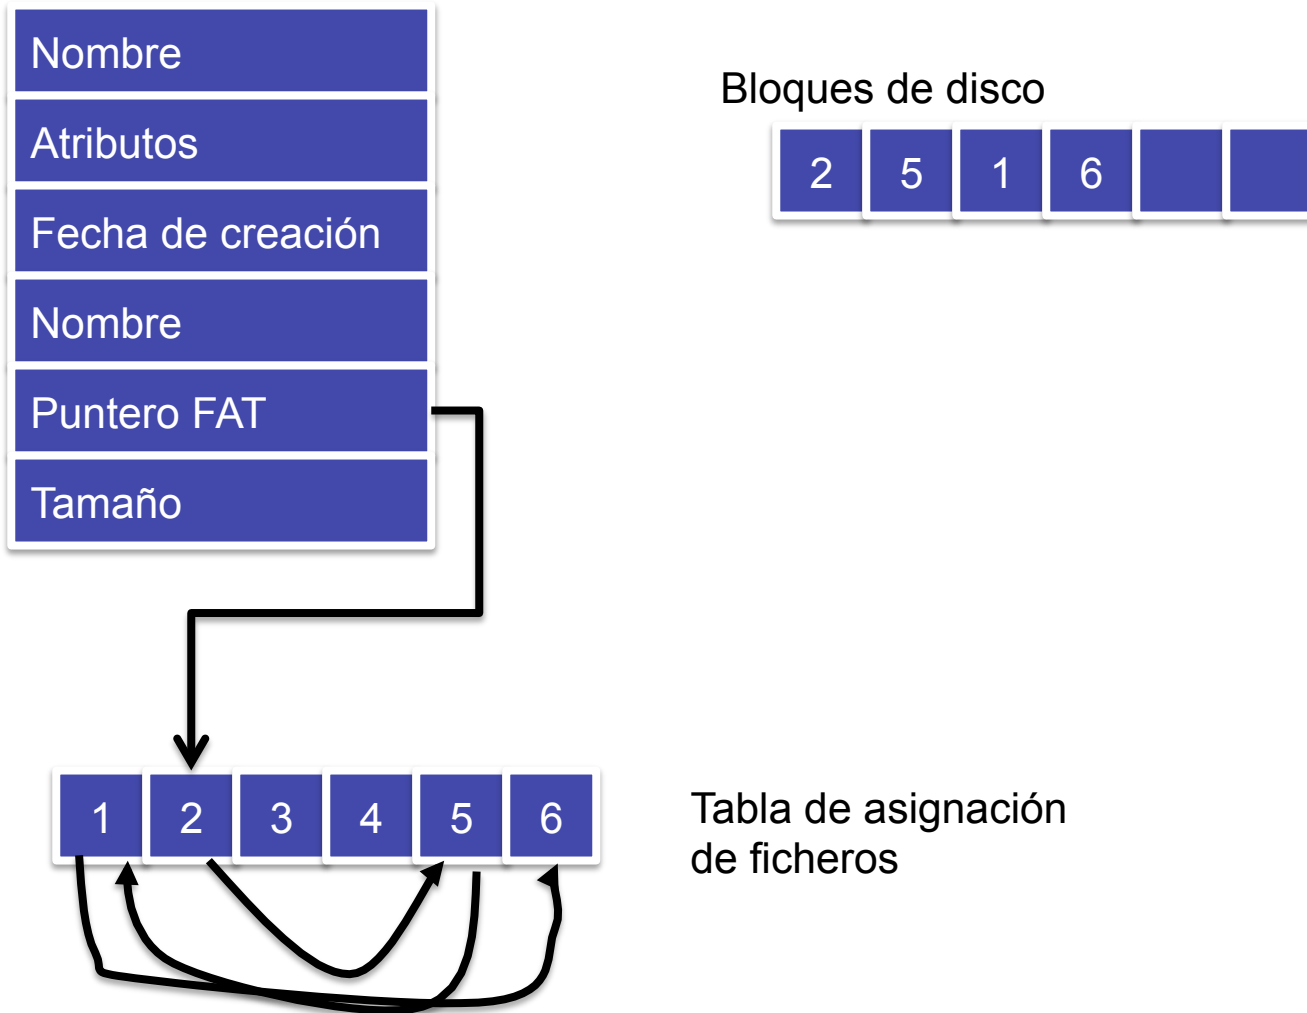 Nombre
Atributos
Fecha de creación
Nombre
Puntero FAT
Tamaño
Bloques de disco
2 5 1 6
1 2 3 4 5 6
Tabla de asignación
de ficheros